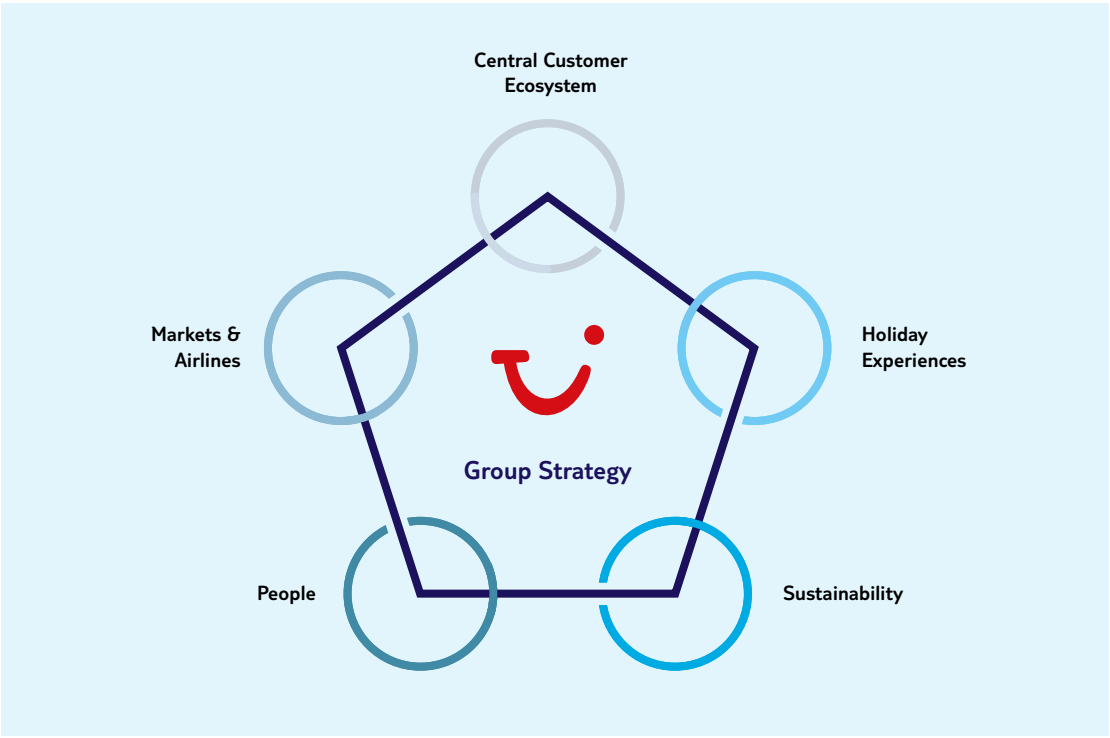 Central Customer
Ecosystem
Markets &
Airlines
Holiday
Experiences
Group Strategy
People
Sustainability